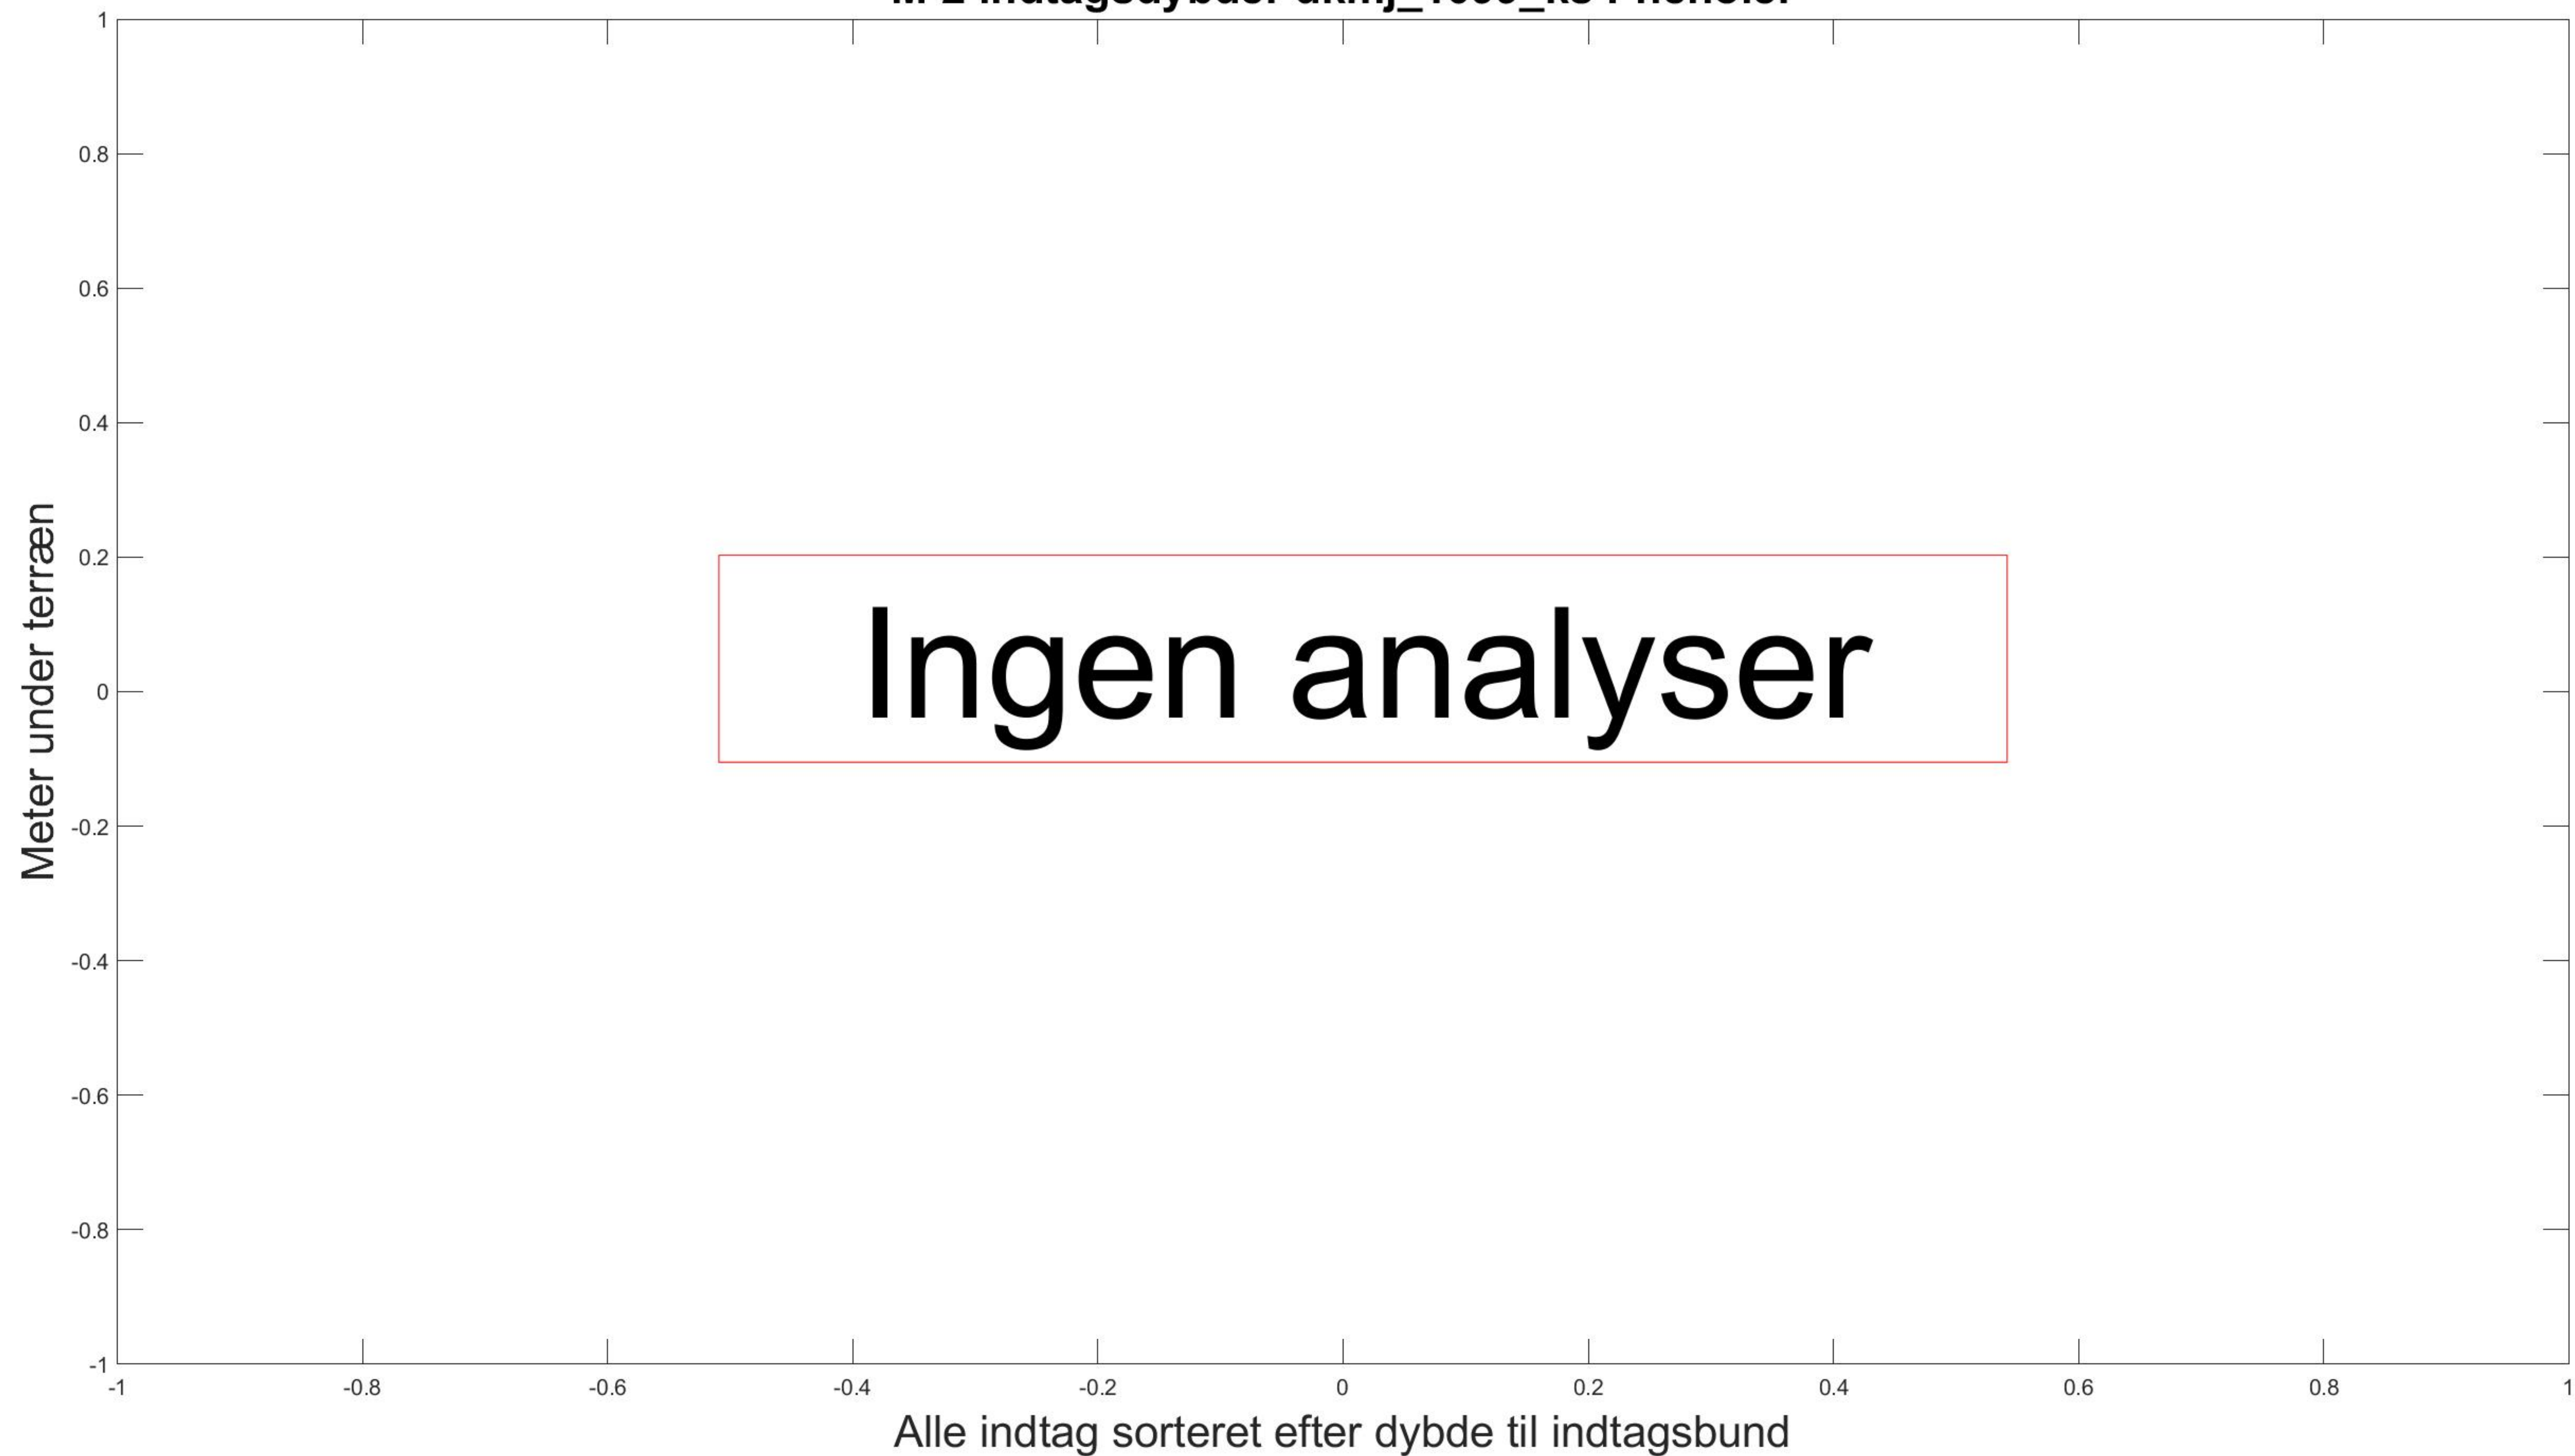 1
0.8
0.6
0.4
0.2
0
-0.2
-0.4
-0.6
-0.8
-1
Meter under terræn
Ingen analyser
-1 -0.8 -0.6 -0.4 -0.2 0 0.2 0.4 0.6 0.8 1
Alle indtag sorteret efter dybde til indtagsbund